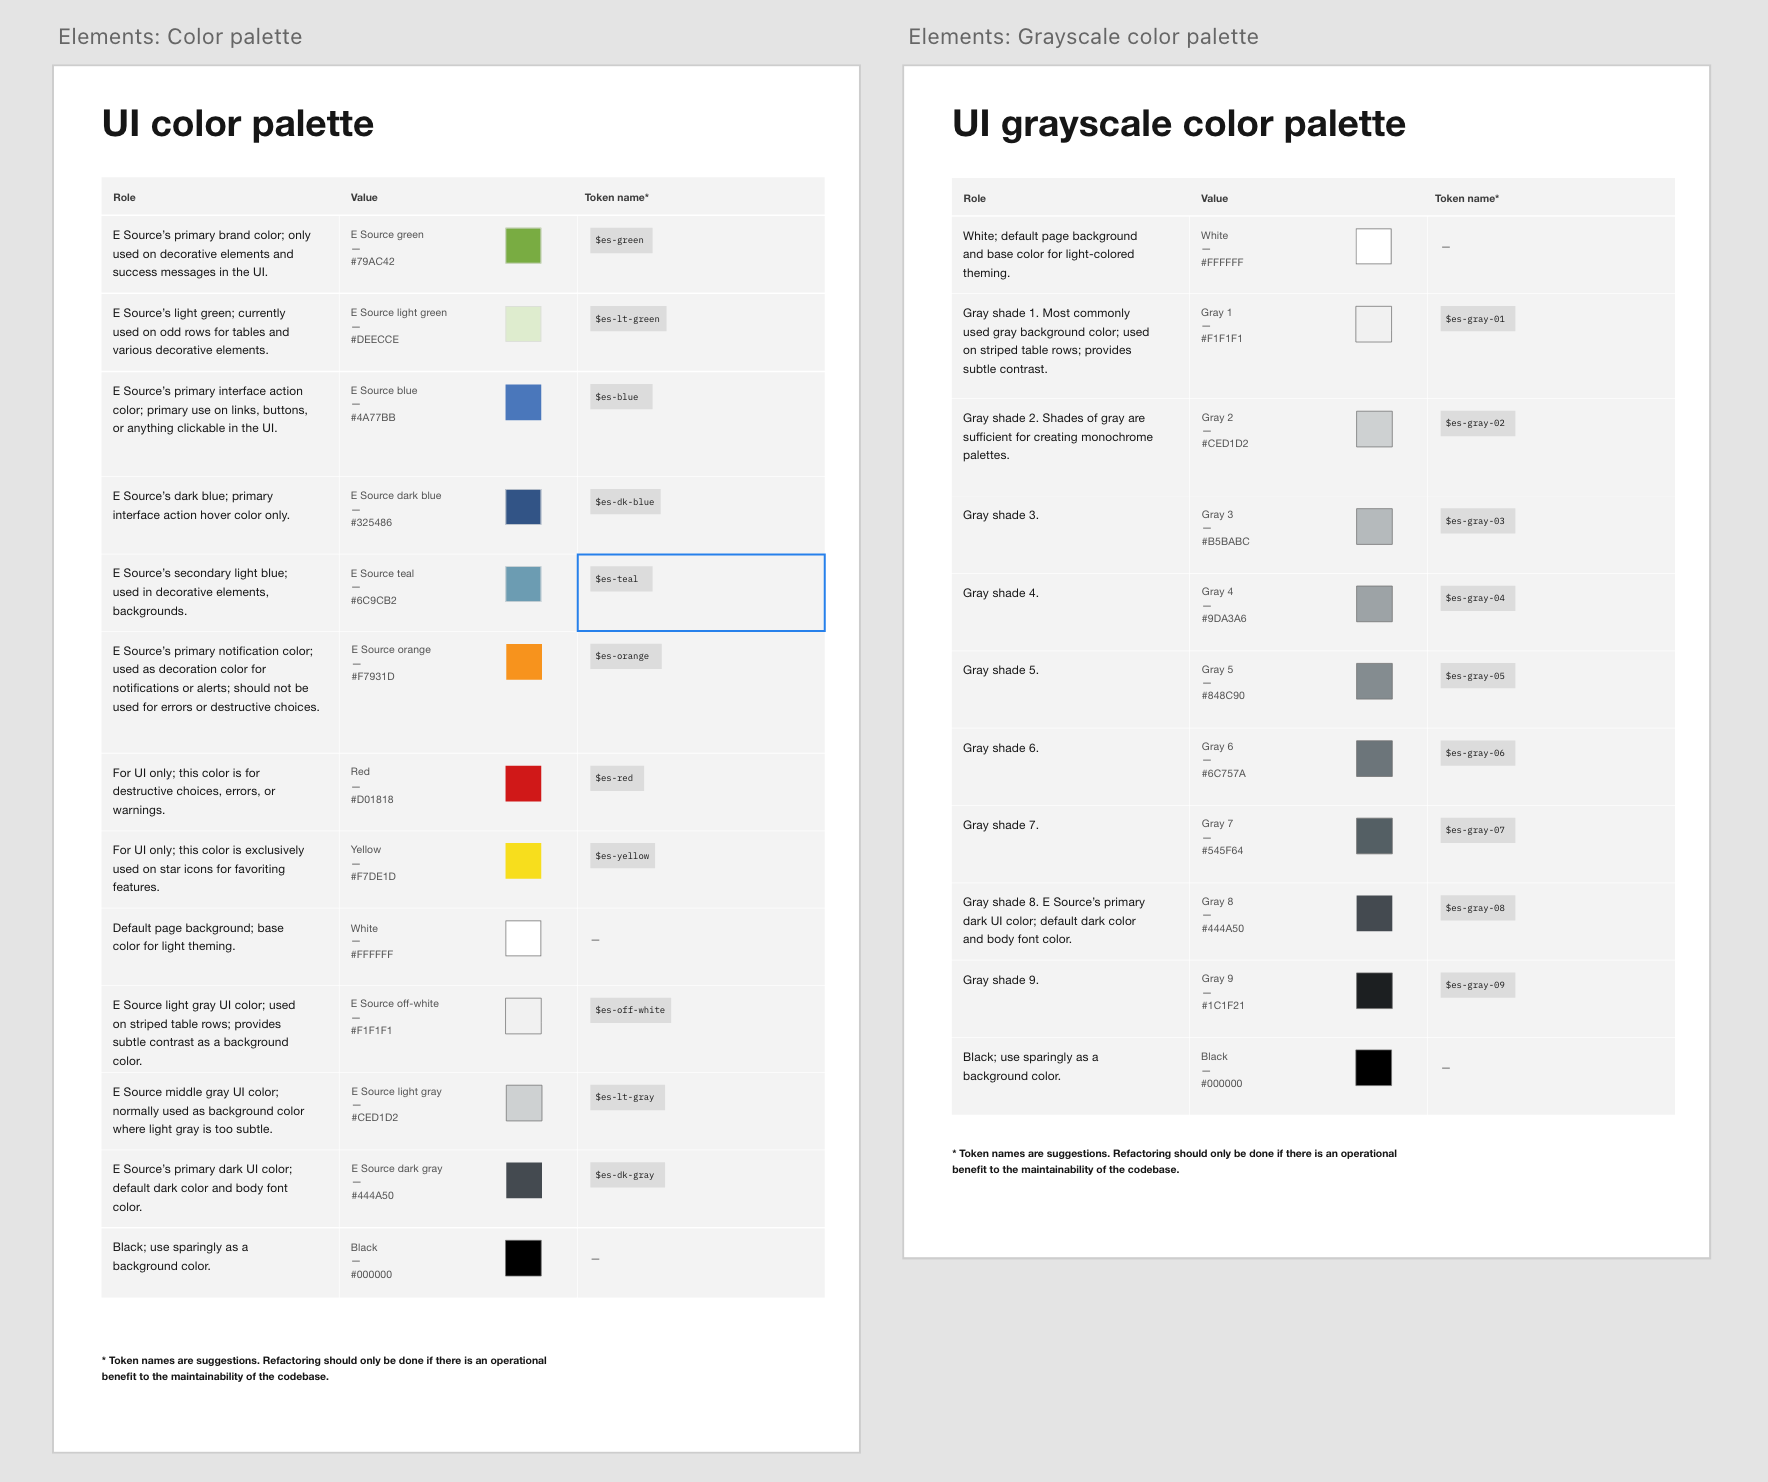 Elements: Color palette
UI color palette
Role
Value
Token name*
E Source’s primary brand color; only
used on decorative elements and
success messages in the UI.
E Source green
—
#79AC42
$es-green
E Source’s light green; currently
used on odd rows for tables and
various decorative elements.
E Source light green
—
#DEECCE
$es-lt-green
E Source’s primary interface action
color; primary use on links, buttons,
or anything clickable in the UI.
E Source blue
—
#4A77BB
$es-blue
E Source’s dark blue; primary
interface action hover color only.
E Source dark blue
—
#325486
$es-dk-blue
E Source’s secondary light blue;
used in decorative elements,
backgrounds.
E Source teal
—
#6C9CB2
$es-teal
E Source’s primary notification color;
used as decoration color for
notifications or alerts; should not be
used for errors or destructive choices.
E Source orange
—
#F7931D
$es-orange
For UI only; this color is for
destructive choices, errors, or
warnings.
Red
—
#D01818
$es-red
For UI only; this color is exclusively
used on star icons for favoriting
features.
Yellow
—
#F7DE1D
$es-yellow
Default page background; base
color for light theming.
White
—
#FFFFFF
—
E Source light gray UI color; used
on striped table rows; provides
subtle contrast as a background
color.
E Source off-white
—
#F1F1F1
$es-off-white
E Source middle gray UI color;
normally used as background color
where light gray is too subtle.
E Source light gray
—
#CED1D2
$es-lt-gray
E Source’s primary dark UI color;
default dark color and body font
color.
E Source dark gray
—
#444A50
$es-dk-gray
Black; use sparingly as a
background color.
Black
—
#000000
—
* Token names are suggestions. Refactoring should only be done if there is an operational
benefit to the maintainability of the codebase.
Elements: Grayscale color palette
UI grayscale color palette
Role
Value
Token name*
White; default page background
and base color for light-colored
theming.
White
—
#FFFFFF
—
Gray shade 1. Most commonly
used gray background color; used
on striped table rows; provides
subtle contrast.
Gray 1
—
#F1F1F1
$es-gray-01
Gray shade 2. Shades of gray are
sufficient for creating monochrome
palettes.
Gray 2
—
#CED1D2
$es-gray-02
Gray shade 3.
Gray 3
—
#B5BABC
$es-gray-03
Gray shade 4.
Gray 4
—
#9DA3A6
$es-gray-04
Gray shade 5.
Gray 5
—
#848C90
$es-gray-05
Gray shade 6.
Gray 6
—
#6C757A
$es-gray-06
Gray shade 7.
Gray 7
—
#545F64
$es-gray-07
Gray shade 8. E Source’s primary
dark UI color; default dark color
and body font color.
Gray 8
—
#444A50
$es-gray-08
Gray shade 9.
Gray 9
—
#1C1F21
$es-gray-09
Black; use sparingly as a
background color.
Black
—
#000000
—
* Token names are suggestions. Refactoring should only be done if there is an operational
benefit to the maintainability of the codebase.